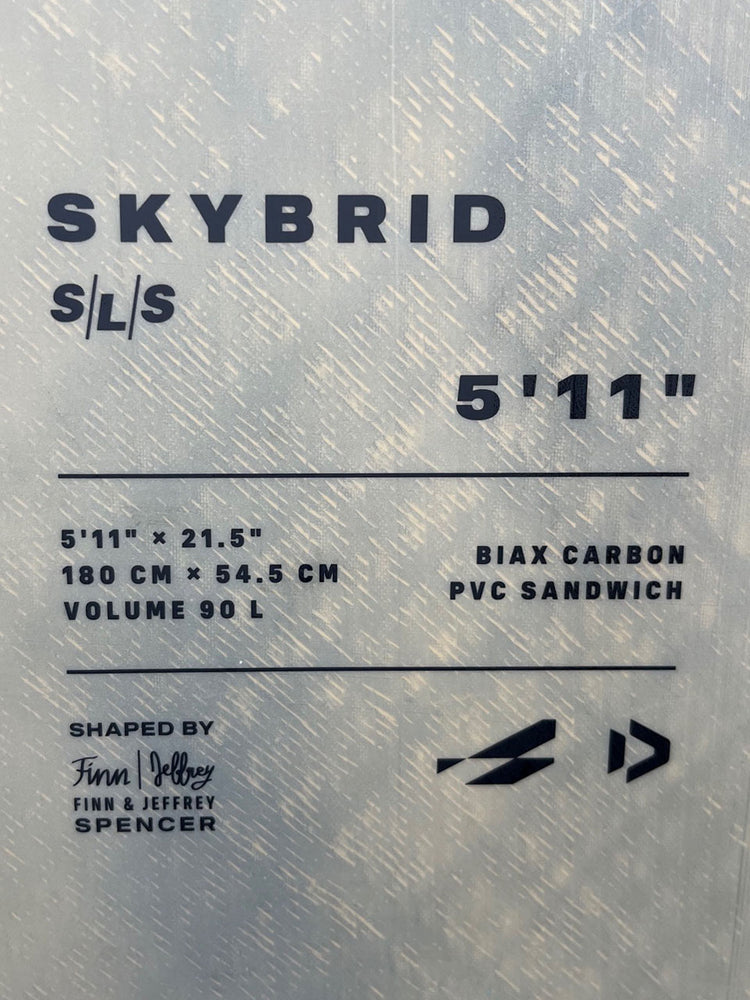 SKYBRID
S/L/S
5'11"
5'11" × 21.5"
180 CM × 54.5 CM
VOLUME 90 L
BIAX CARBON
PVC SANDWICH
SHAPED BY
Finn | Jeffrey
FINN & JEFFREY
SPENCER